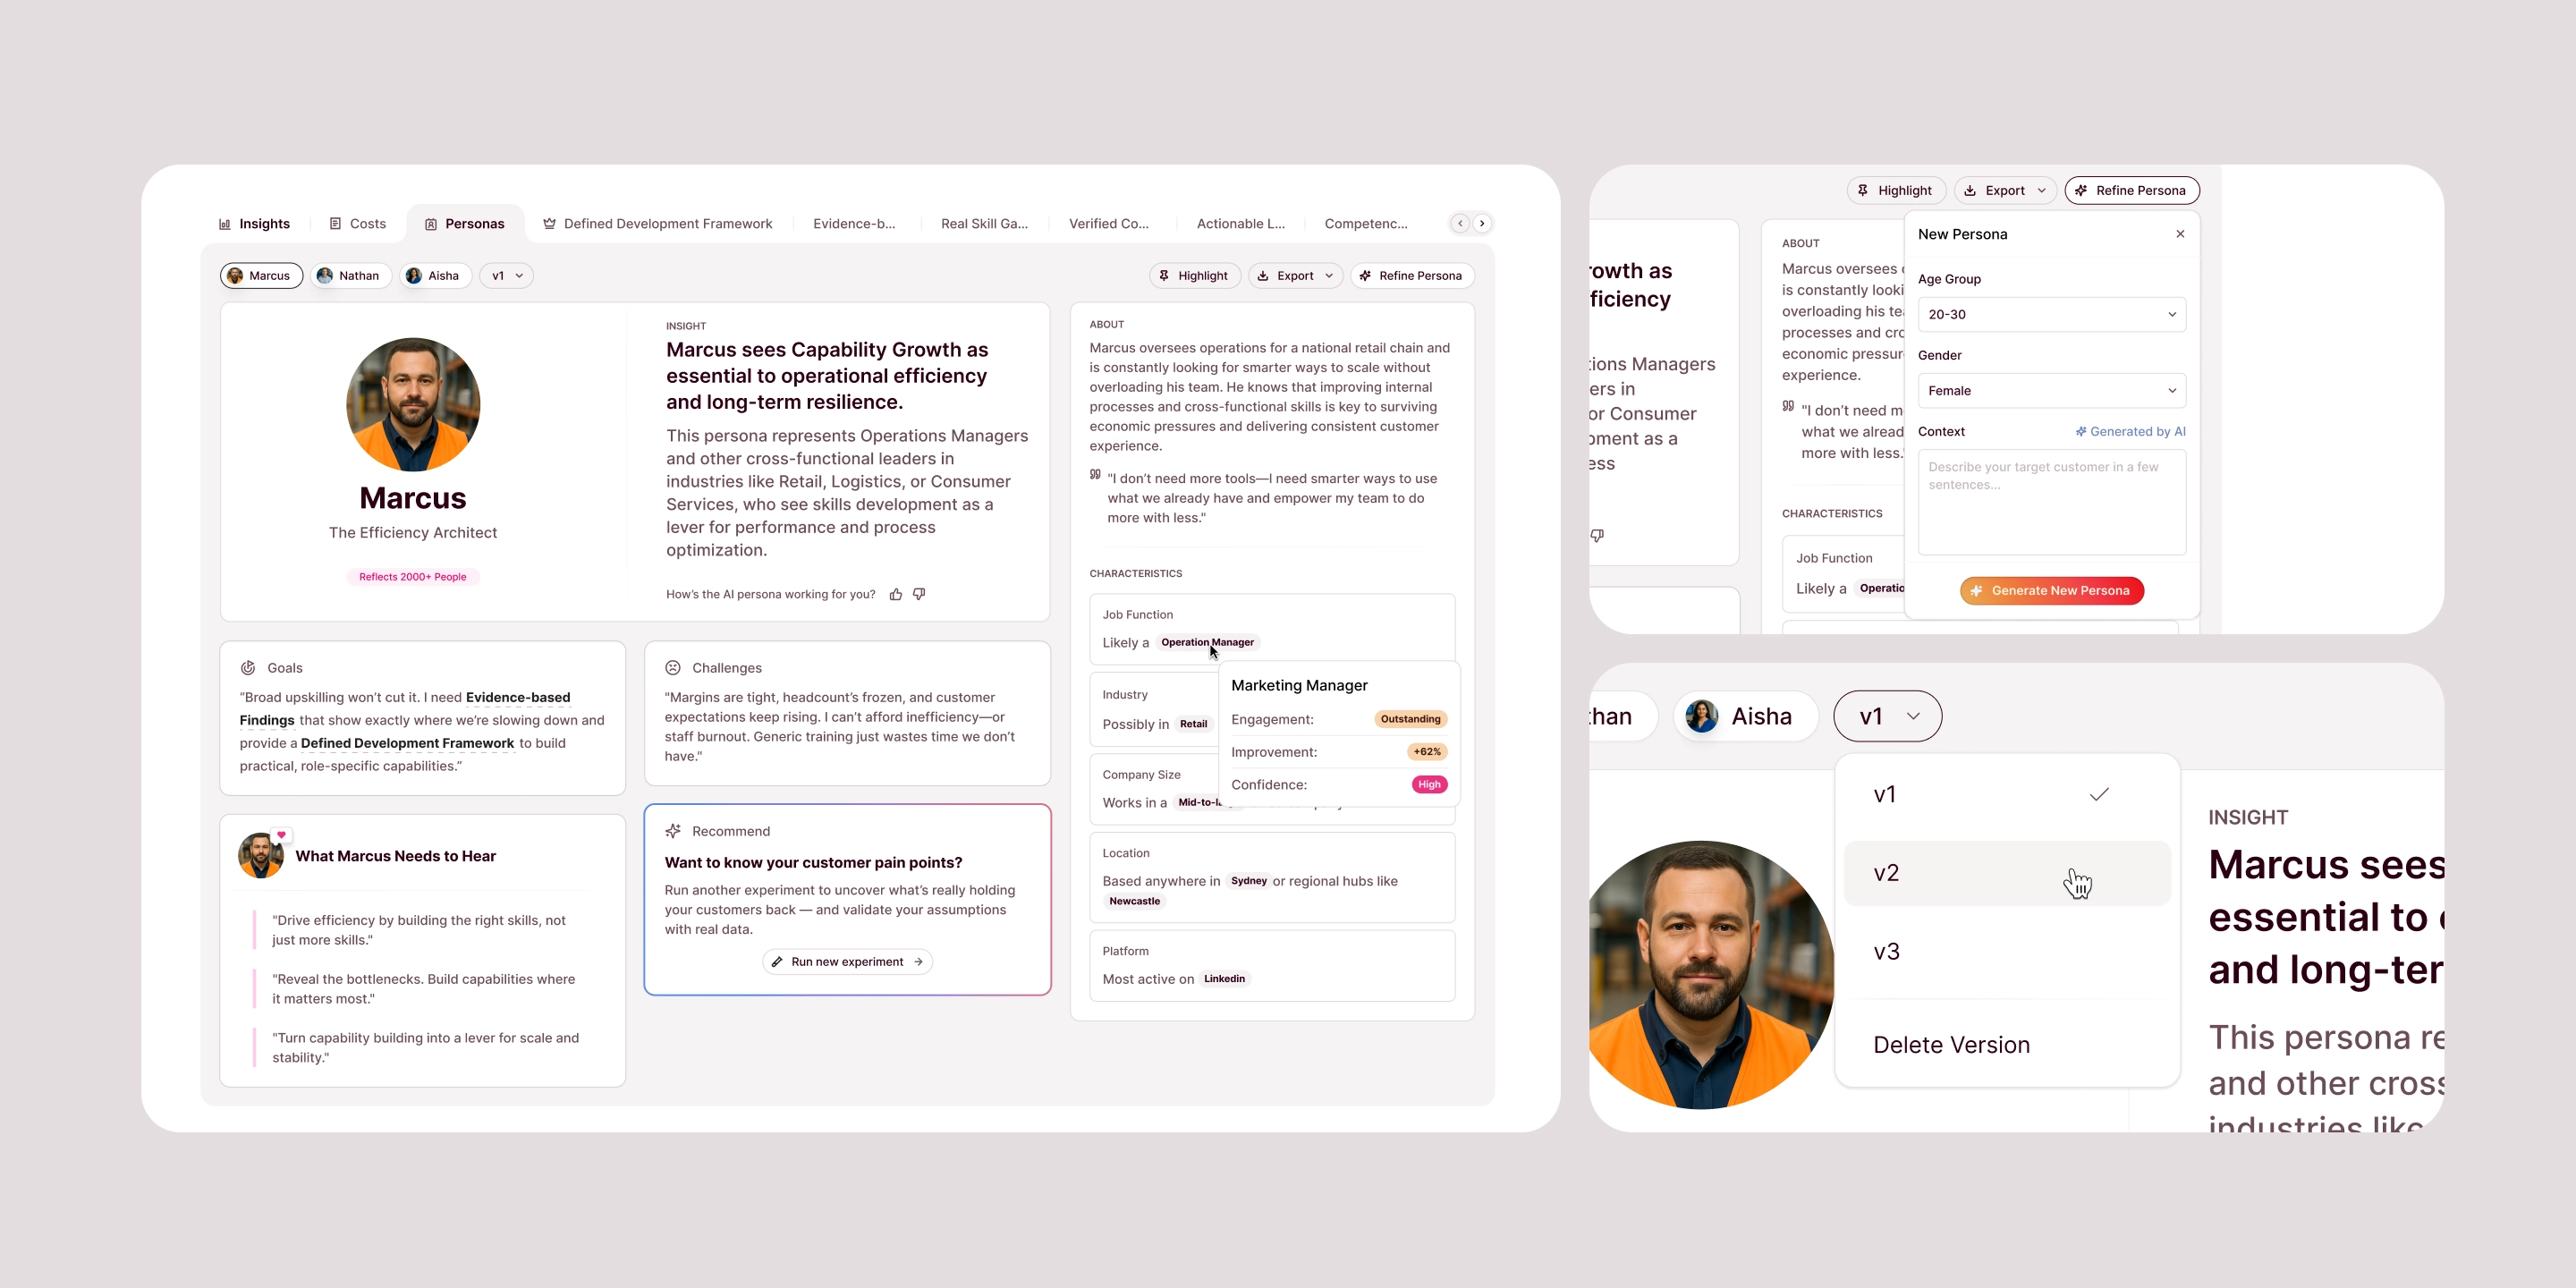 Insights
Costs
Personas
Defined Development Framework
Evidence-b...
Real Skill Ga...
Verified Co...
Actionable L...
Competenc...
Marcus
Nathan
Aisha
v1
Highlight
Export
Refine Persona
Marcus
The Efficiency Architect
Reflects 2000+ People
INSIGHT
Marcus sees Capability Growth as
essential to operational efficiency
and long-term resilience.
This persona represents Operations Managers
and other cross-functional leaders in
industries like Retail, Logistics, or Consumer
Services, who see skills development as a
lever for performance and process
optimization.
How's the AI persona working for you?
Goals
"Broad upskilling won't cut it. I need Evidence-based
Findings that show exactly where we're slowing down and
provide a Defined Development Framework to build
practical, role-specific capabilities."
Challenges
"Margins are tight, headcount's frozen, and customer
expectations keep rising. I can't afford inefficiency—or
staff burnout. Generic training just wastes time we don't
have."
What Marcus Needs to Hear
"Drive efficiency by building the right skills, not
just more skills."
"Reveal the bottlenecks. Build capabilities where
it matters most."
"Turn capability building into a lever for scale and
stability."
Recommend
Want to know your customer pain points?
Run another experiment to uncover what's really holding
your customers back — and validate your assumptions
with real data.
Run new experiment
ABOUT
Marcus oversees operations for a national retail chain and
is constantly looking for smarter ways to scale without
overloading his team. He knows that improving internal
processes and cross-functional skills is key to surviving
economic pressures and delivering consistent customer
experience.
"I don't need more tools—I need smarter ways to use
what we already have and empower my team to do
more with less."
CHARACTERISTICS
Job Function
Likely a Operation Manager
Industry
Possibly in Retail
Company Size
Works in a Mid-to-la
Marketing Manager
Engagement: Outstanding
Improvement: +62%
Confidence: High
Location
Based anywhere in Sydney or regional hubs like
Newcastle
Platform
Most active on Linkedin
Highlight
Export
Refine Persona
rowth as
ficiency
tions Managers
ers in
or Consumer
pment as a
ess
ABOUT
Marcus oversees
is constantly looki
overloading his te
processes and cro
economic pressur
experience.
"I don't need m
what we alread
more with less.
CHARACTERISTICS
Job Function
Likely a Operatio
New Persona
Age Group
20-30
Gender
Female
Context
Generated by AI
Describe your target customer in a few
sentences...
Generate New Persona
than
Aisha
v1
v1
v2
v3
Delete Version
INSIGHT
Marcus sees
essential to
and long-ter
This persona re
and other cross
industries like